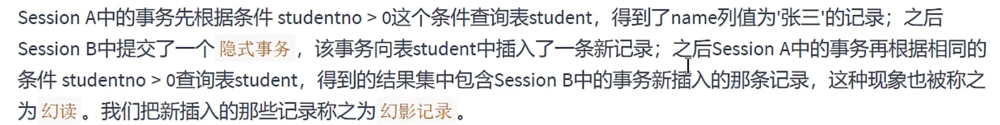 Session A中的事务先根据条件 studentno > 0这个条件查询表student，得到了name列值为'张三'的记录；之后
Session B中提交了一个 隐式事务 ，该事务向表student中插入了一条新记录；之后Session A中的事务再根据相同的
条件 studentno > 0查询表student，得到的结果集中包含Session B中的事务新插入的那条记录，这种现象也被称之
为 幻读 。我们把新插入的那些记录称之为 幻影记录 。